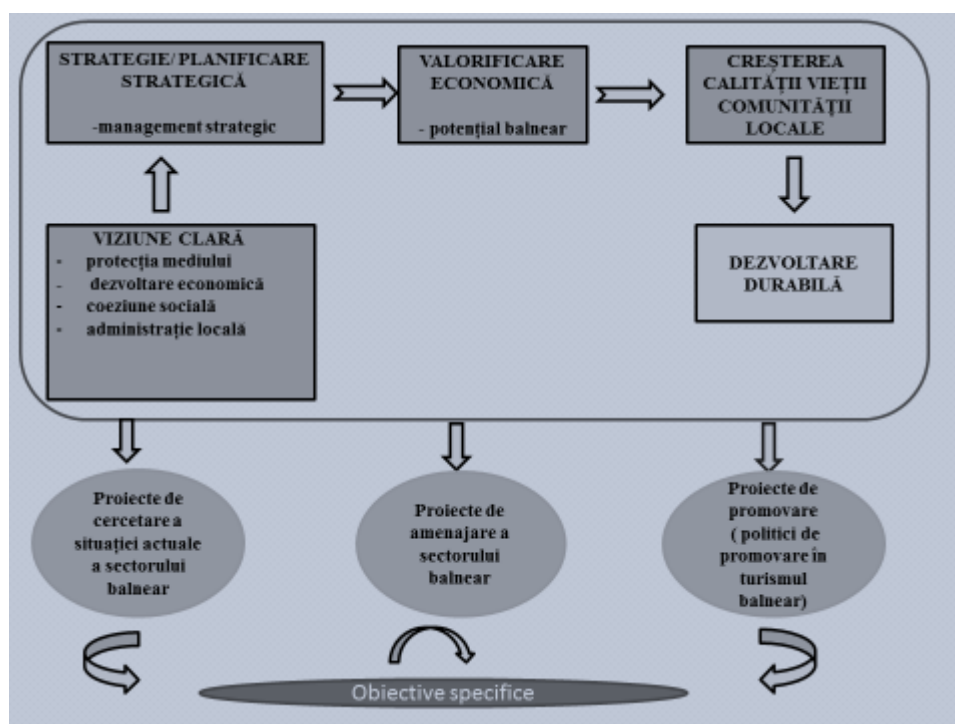 STRATEGIE/ PLANIFICARE
STRATEGICĂ
-management strategic
VALORIFICARE
ECONOMICĂ
- potențial balnear
CREȘTEREA
CALITĂȚII VIEȚII
COMUNITĂȚII
LOCALE
VIZIUNE CLARĂ
- protecția mediului
- dezvoltare economică
- coeziune socială
- administrație locală
DEZVOLTARE
DURABILĂ
Proiecte de
cercetare a
situației actuale
a sectorului
balnear
Proiecte de
amenajare a
sectorului
balnear
Proiecte de
promovare
( politici de
promovare în
turismul
balnear)
Obiective specifice